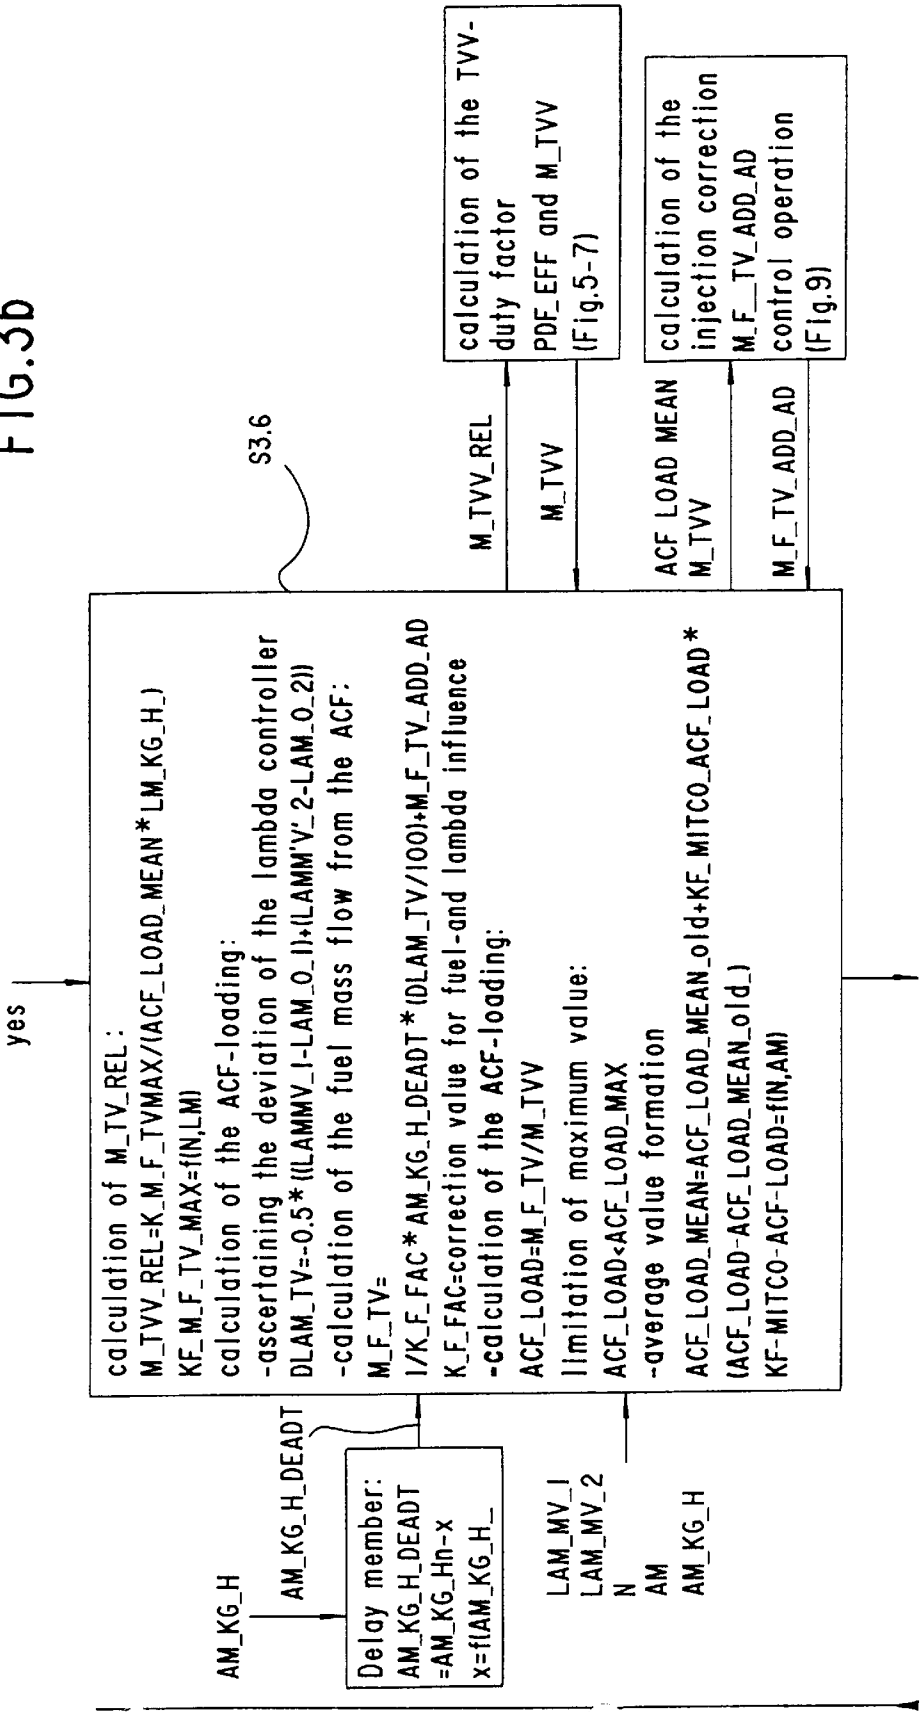 FIG.3b
yes
S3.6
calculation of M_TV_REL:
M_TVV_REL=K_M_F_TVMAX/(ACF_LOAD_MEAN*LM_KG_H_)
KF_M_F_TV_MAX=f(N,LM)
calculation of the ACF-loading:
-ascertaining the deviation of the lambda controller
DLAM_TV=-0.5*((LAMMV_1-LAM_0_1)+(LAMM'V'_2-LAM_0_2))
-calculation of the fuel mass flow from the ACF:
M_F_TV=
1/K_F_FAC*AM_KG_H_DEADT*(DLAM_TV/100)+M_F_TV_ADD_AD
K_F_FAC=correction value for fuel-and lambda influence
-calculation of the ACF-loading:
ACF_LOAD=M_F_TV/M_TVV
limitation of maximum value:
ACF_LOAD<ACF_LOAD_MAX
-average value formation
ACF_LOAD_MEAN=ACF_LOAD_MEAN_old+KF_MITCO_ACF_LOAD*
(ACF_LOAD-ACF_LOAD_MEAN_old_)
KF-MITCO-ACF-LOAD=f(N,AM)
AM_KG_H
AM_KG_H_DEADT
Delay member:
AM_KG_H_DEADT
=AM_KG_Hn-x
x=f(AM_KG_H_
LAM_MV_1
LAM_MV_2
N
AM
AM_KG_H
M_TVV_REL
M_TVV
calculation of the TVV-
duty factor
PDF_EFF and M_TVV
(Fig.5-7)
ACF LOAD MEAN
M_TVV
M_F_TV_ADD_AD
calculation of the
injection correction
M_F__TV_ADD_AD
control operation
(Fig.9)